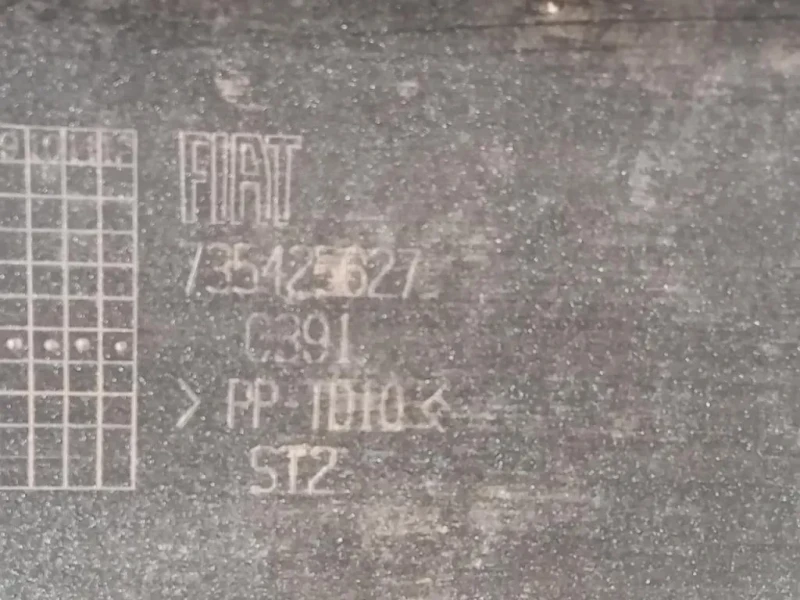 FIAT
735425627
C391
>PP-TD10<
ST2